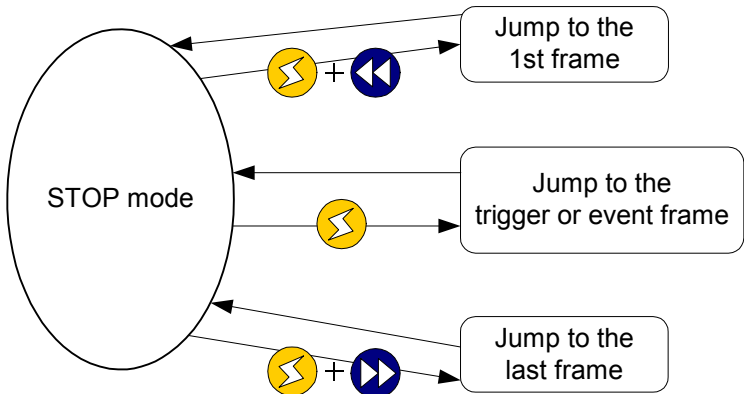 Jump to the
1st frame
+
STOP mode
Jump to the
trigger or event frame
Jump to the
last frame
+